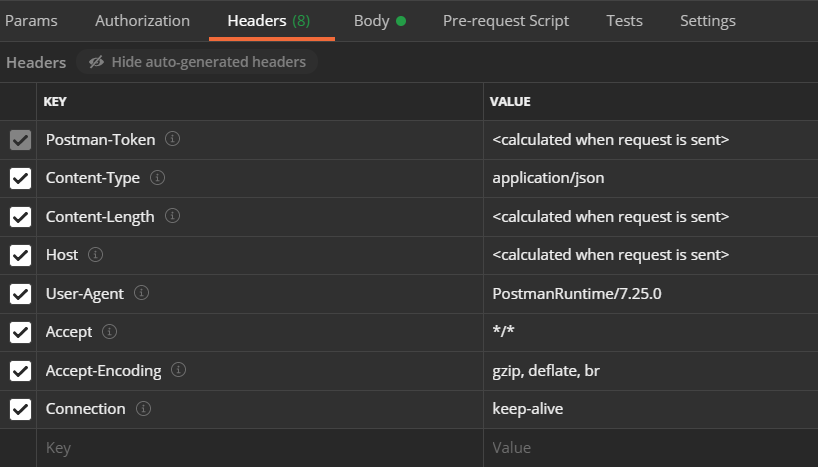 Params Authorization Headers (8) Body Pre-request Script Tests Settings
Headers Hide auto-generated headers
KEY VALUE
Postman-Token <calculated when request is sent>
Content-Type application/json
Content-Length <calculated when request is sent>
Host <calculated when request is sent>
User-Agent PostmanRuntime/7.25.0
Accept */*
Accept-Encoding gzip, deflate, br
Connection keep-alive
Key Value